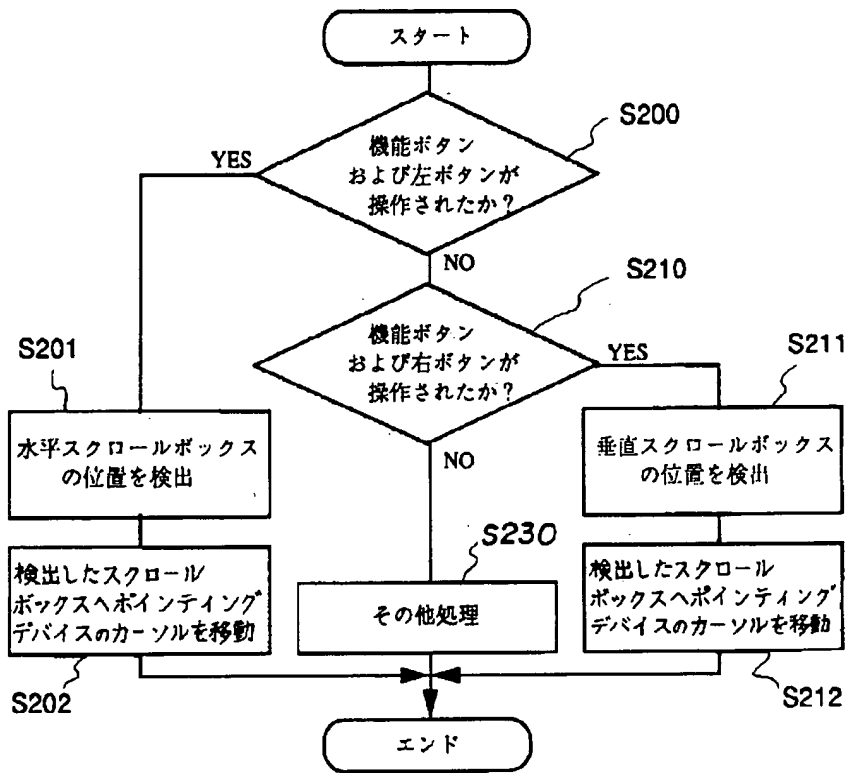 スタート
S200
機能ボタン
および左ボタンが
操作されたか?
YES
NO
S210
機能ボタン
および右ボタンが
操作されたか?
YES
NO
S201
水平スクロールボックス
の位置を検出
S211
垂直スクロールボックス
の位置を検出
検出したスクロール
ボックスへポインティング
デバイスのカーソルを移動
S202
S230
その他処理
検出したスクロール
ボックスへポインティング
デバイスのカーソルを移動
S212
エンド